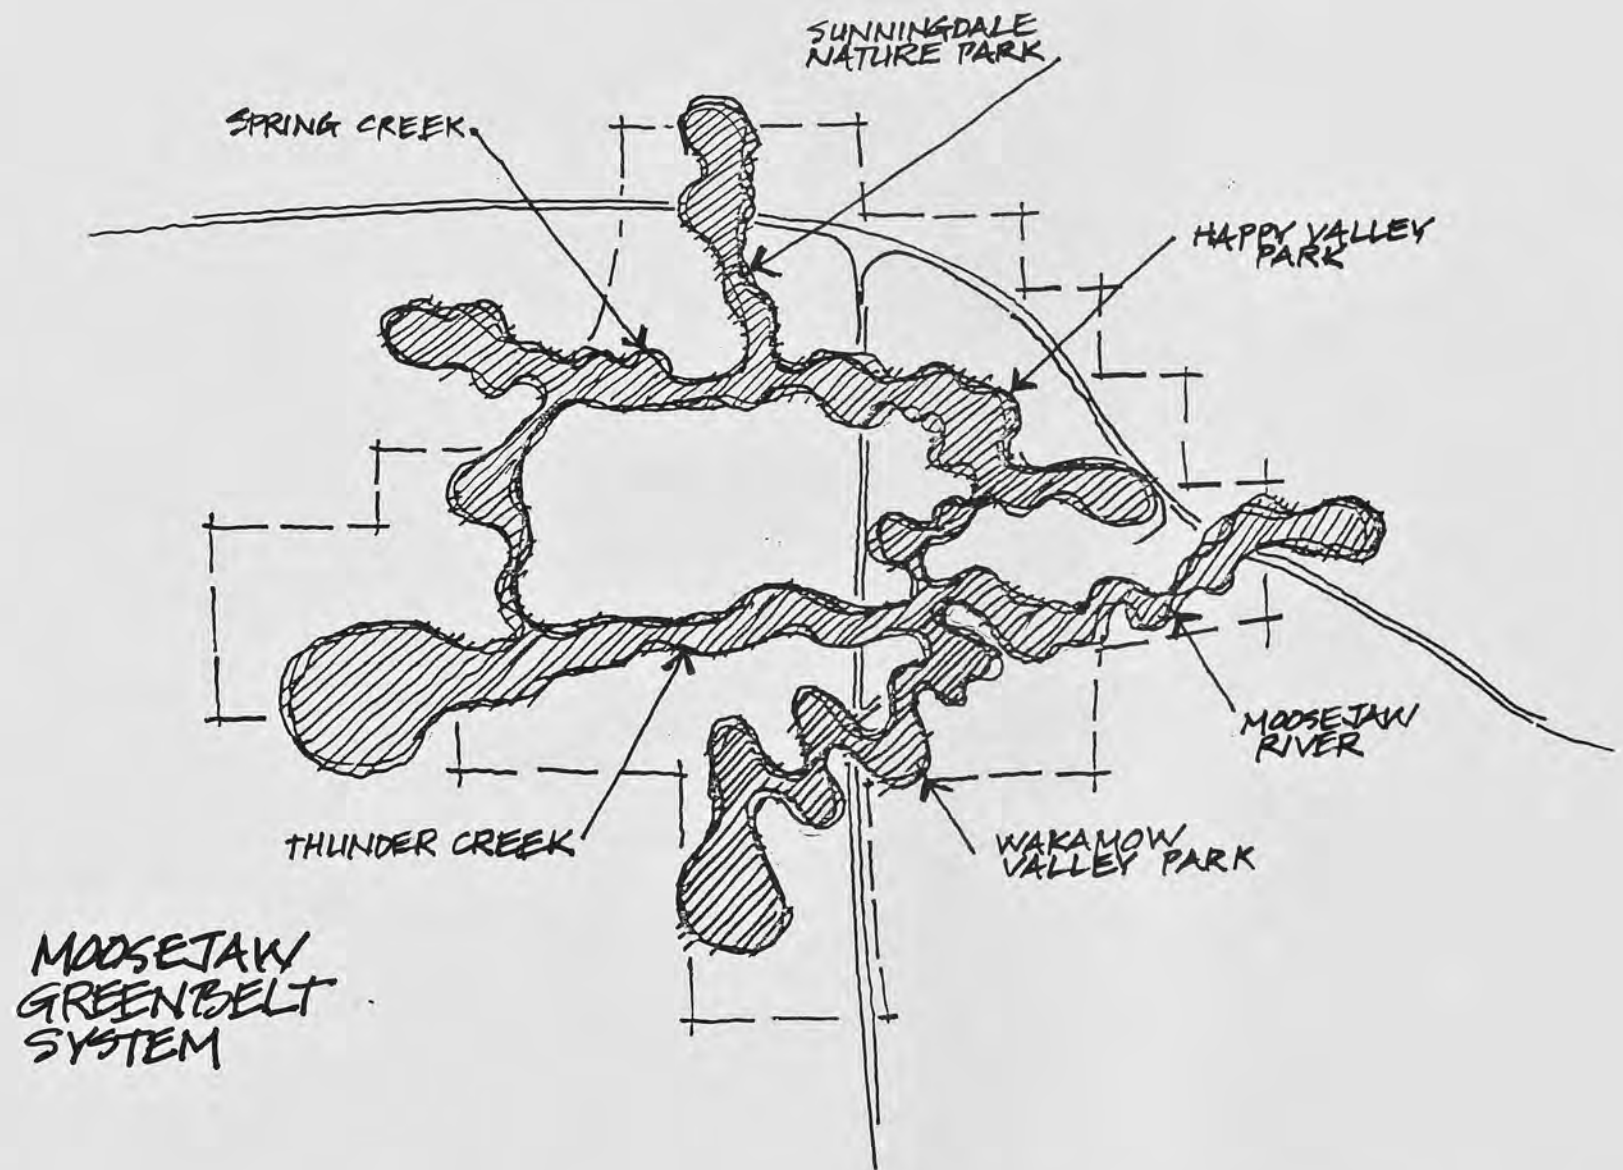 SUNNINGDALE
NATURE PARK
SPRING CREEK
HAPPY VALLEY
PARK
MOOSEJAW
RIVER
THUNDER CREEK
WAKAMOW
VALLEY PARK
MOOSEJAW
GREENBELT
SYSTEM